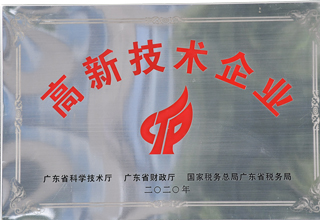 高新技术企业
广东省科学技术厅 广东省财政厅 国家税务总局广东省税务局
二〇二〇年